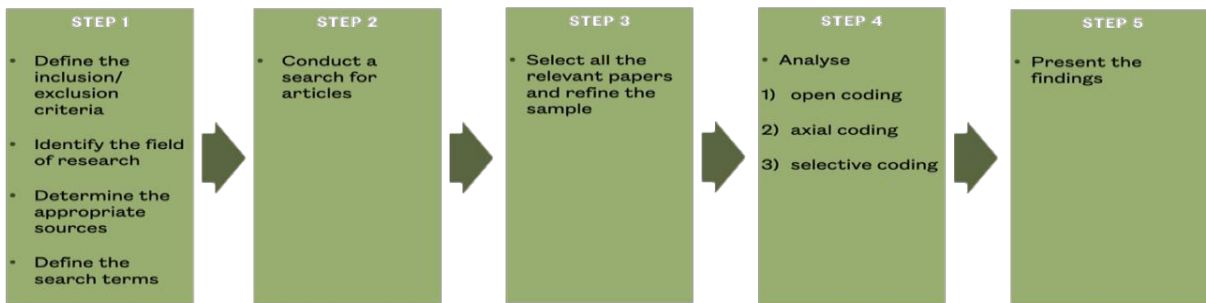 STEP 1
• Define the
inclusion/
exclusion
criteria
• Identify the field
of research
• Determine the
appropriate
sources
• Define the
search terms
STEP 2
• Conduct a
search for
articles
STEP 3
• Select all the
relevant papers
and refine the
sample
STEP 4
• Analyse
1) open coding
2) axial coding
3) selective coding
STEP 5
• Present the
findings